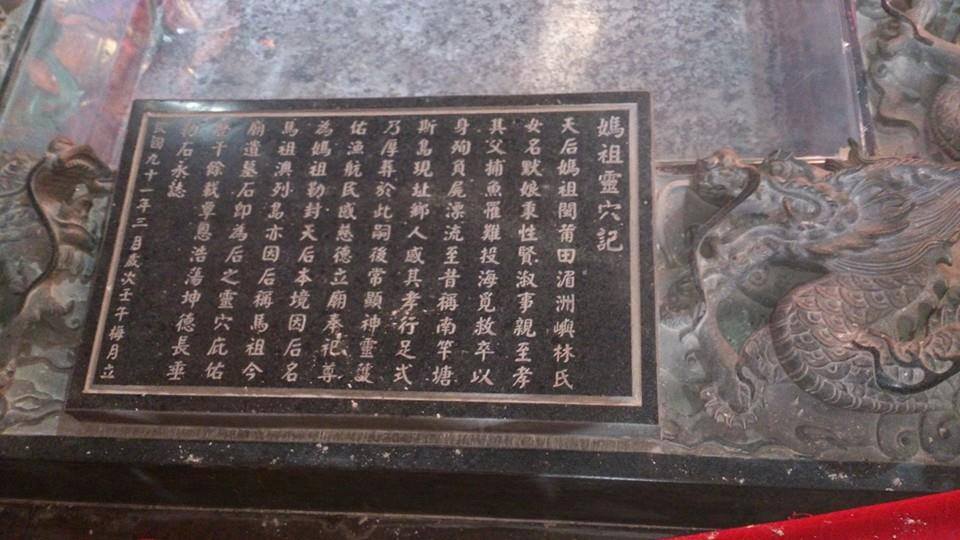 媽祖靈穴記
天后媽祖閩莆田湄洲嶼林氏
女名默娘秉性賢淑事親至孝
其父捕魚罹難投海覓救卒以
身殉負尾漂流至昔稱南竿塘
斯島現址鄉人感其孝行足式
乃厚葬於此嗣後常顯神靈護
佑漁航民感慈德立廟奉祀尊
為媽祖勅封天后本境因后名
馬祖澳列島亦因后稱馬祖今
廟遺墓石即為后之靈穴庇佑
千餘載覃恩浩蕩坤德長垂
石永誌
民國九十一年三月歲次壬午梅月立